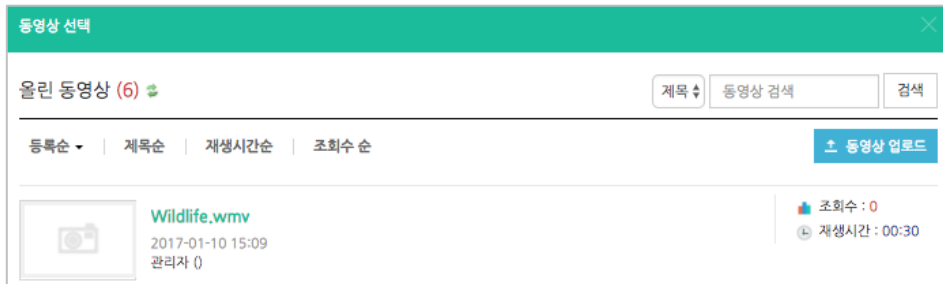 동영상 선택
올린 동영상 (6)
제목 동영상 검색 검색
등록순 제목순 재생시간순 조회수 순
동영상 업로드
Wildlife.wmv
2017-01-10 15:09
관리자 ()
조회수 : 0
재생시간 : 00:30